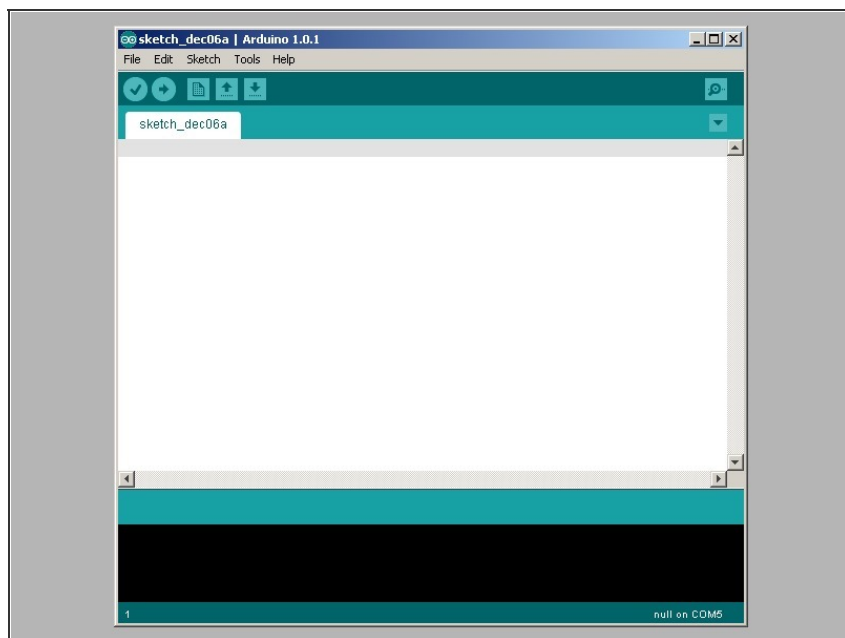 sketch_dec06a | Arduino 1.0.1
File Edit Sketch Tools Help
sketch_dec06a
1 null on COM5